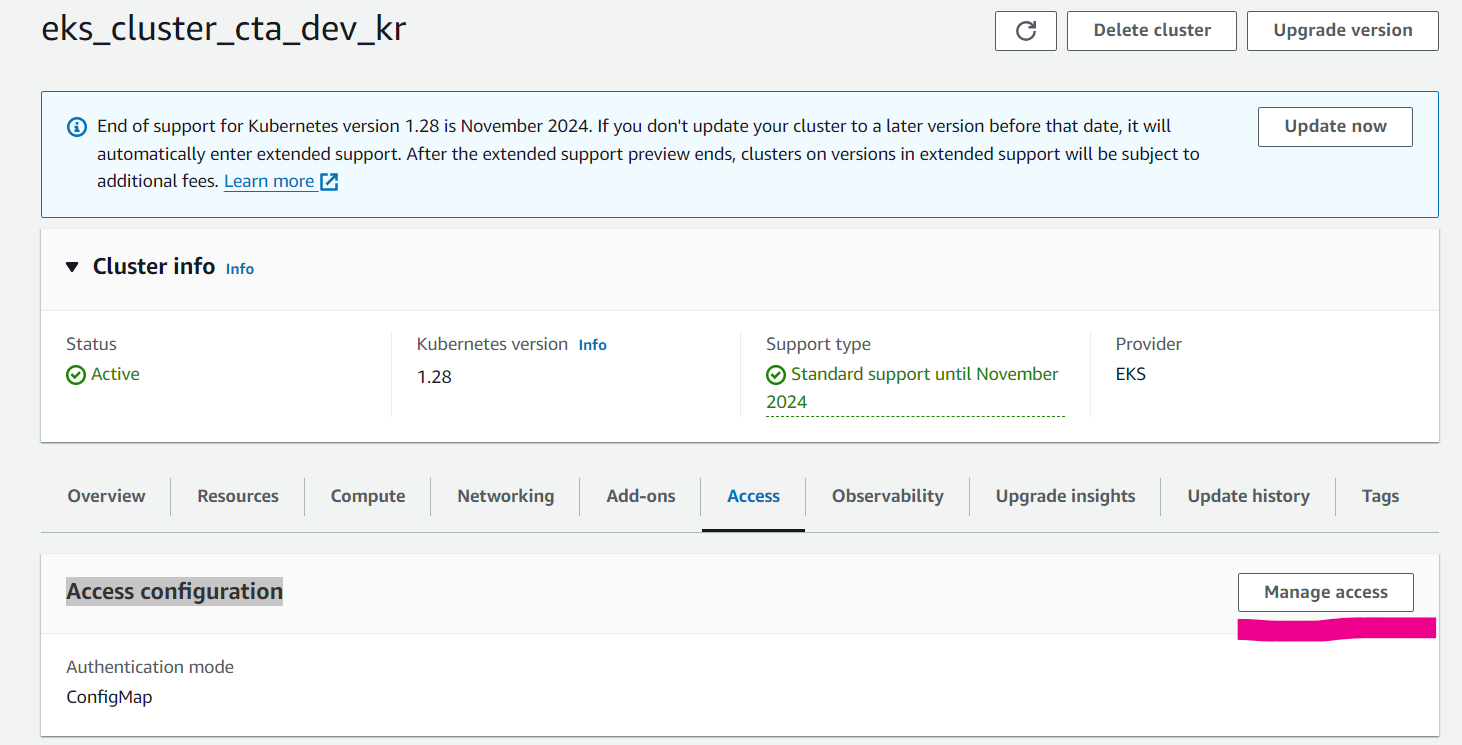 eks_cluster_cta_dev_kr
Delete cluster
Upgrade version
End of support for Kubernetes version 1.28 is November 2024. If you don't update your cluster to a later version before that date, it will
automatically enter extended support. After the extended support preview ends, clusters on versions in extended support will be subject to
additional fees. Learn more
Update now
Cluster info Info
Status
Active
Kubernetes version Info
1.28
Support type
Standard support until November
2024
Provider
EKS
Overview
Resources
Compute
Networking
Add-ons
Access
Observability
Upgrade insights
Update history
Tags
Access configuration
Manage access
Authentication mode
ConfigMap